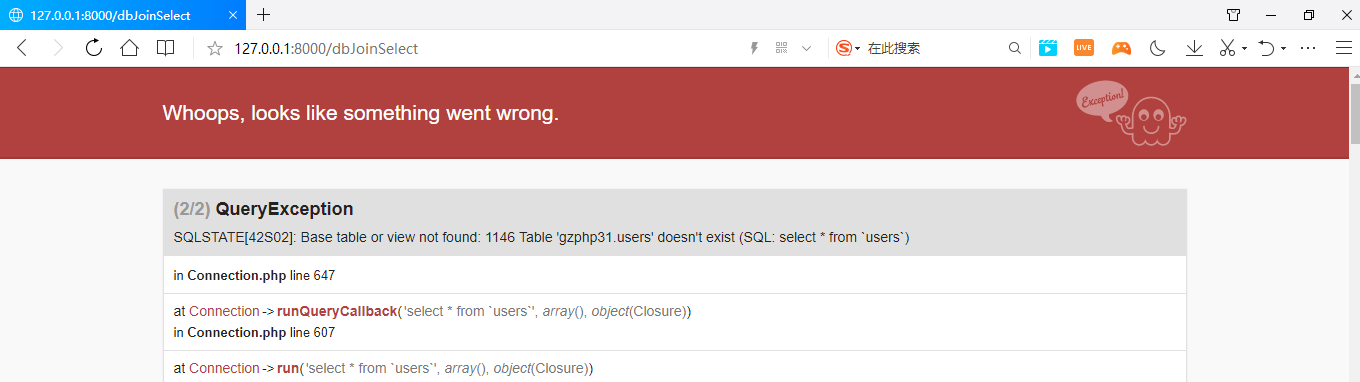 127.0.0.1:8000/dbJoinSelect
127.0.0.1:8000/dbJoinSelect
在此搜索
LIVE
Whoops, looks like something went wrong.
Exception!
(2/2) QueryException
SQLSTATE[42S02]: Base table or view not found: 1146 Table 'gzphp31.users' doesn't exist (SQL: select * from `users`)
in Connection.php line 647
at Connection->runQueryCallback('select * from `users`', array(), object(Closure))
in Connection.php line 607
at Connection->run('select * from `users`', array(), object(Closure))